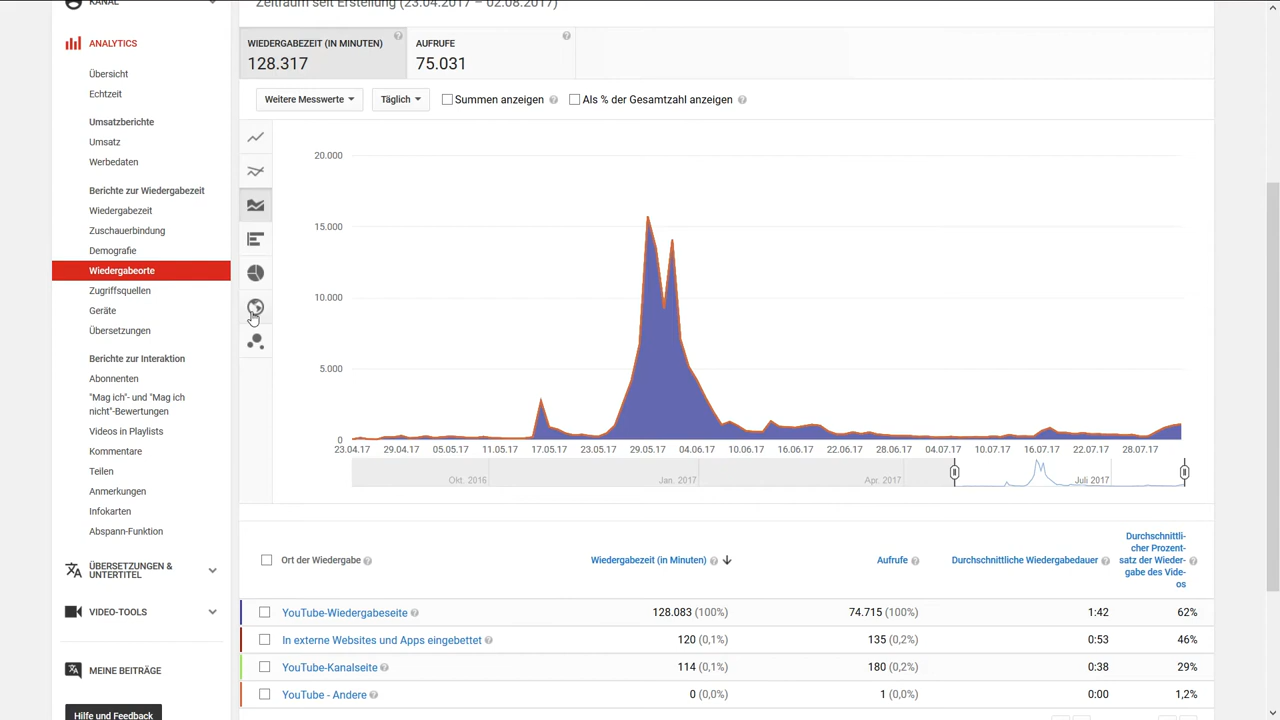 KANAL
Zeitraum seit Erstellung (23.04.2017 – 02.08.2017)
ANALYTICS
Übersicht
Echtzeit
Umsatzberichte
Umsatz
Werbedaten
Berichte zur Wiedergabezeit
Wiedergabezeit
Zuschauerbindung
Demografie
Wiedergabeorte
Zugriffsquellen
Geräte
Übersetzungen
Berichte zur Interaktion
Abonnenten
"Mag ich"- und "Mag ich
nicht"-Bewertungen
Videos in Playlists
Kommentare
Teilen
Anmerkungen
Infokarten
Abspann-Funktion
ÜBERSETZUNGEN &
UNTERTITEL
VIDEO-TOOLS
MEINE BEITRÄGE
Hilfe und Feedback
WIEDERGABEZEIT (IN MINUTEN) ?
128.317
AUFRUFE ?
75.031
Weitere Messwerte
Täglich
Summen anzeigen ?
Als % der Gesamtzahl anzeigen ?
20.000
15.000
10.000
5.000
0
23.04.17 29.04.17 05.05.17 11.05.17 17.05.17 23.05.17 29.05.17 04.06.17 10.06.17 16.06.17 22.06.17 28.06.17 04.07.17 10.07.17 16.07.17 22.07.17 28.07.17
Okt. 2016 Jan. 2017 Apr. 2017 Juli 2017
Ort der Wiedergabe ?
Wiedergabezeit (in Minuten) ?
Aufrufe ?
Durchschnittliche Wiedergabedauer ?
Durchschnittli-
cher Prozent-
satz der Wieder-
gabe des Vide-
os
?
YouTube-Wiedergabeseite ? 128.083 (100%) 74.715 (100%) 1:42 62%
In externe Websites und Apps eingebettet ? 120 (0,1%) 135 (0,2%) 0:53 46%
YouTube-Kanalseite ? 114 (0,1%) 180 (0,2%) 0:38 29%
YouTube - Andere ? 0 (0,0%) 1 (0,0%) 0:00 1,2%